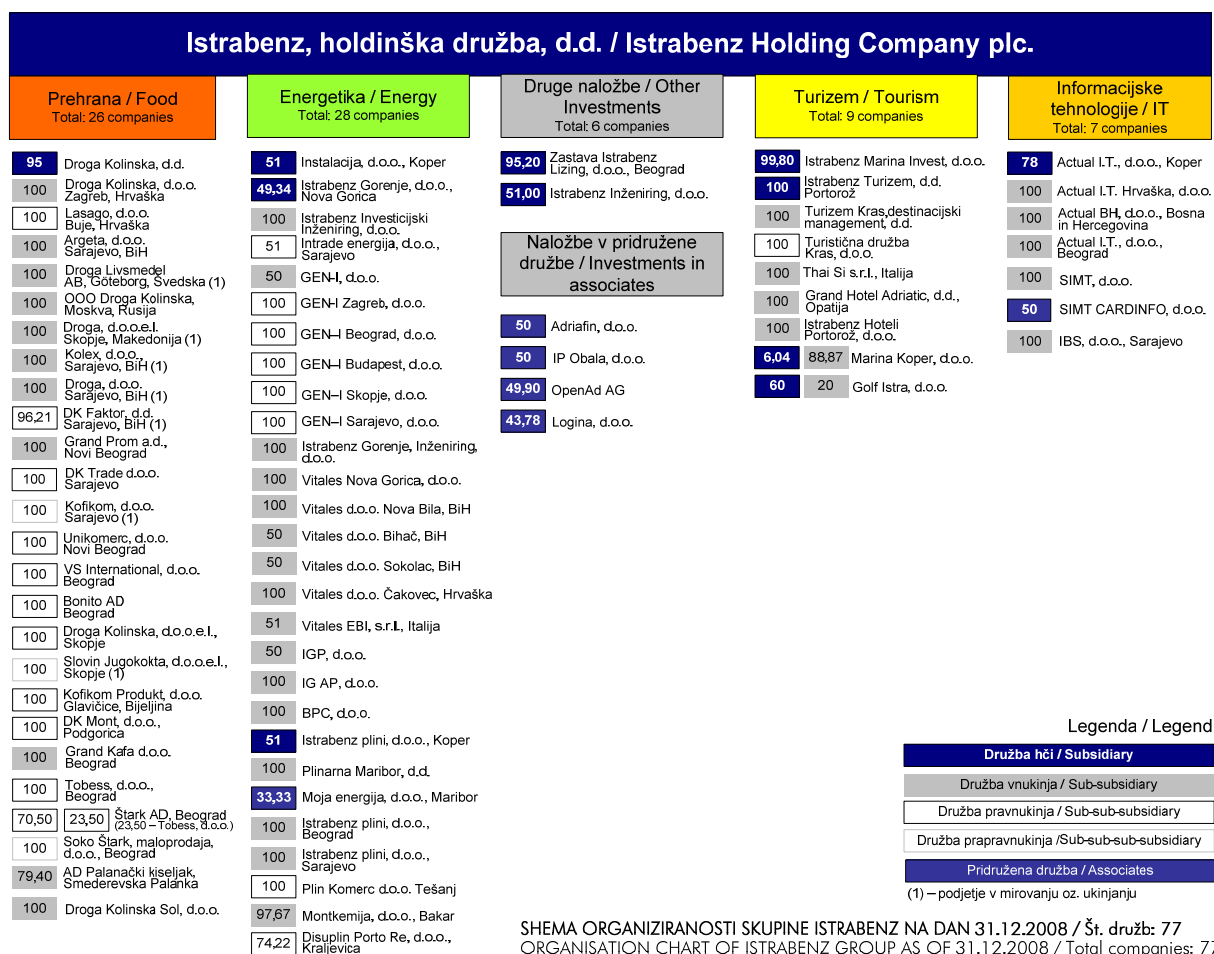 Istrabenz, holdinška družba, d.d. / Istrabenz Holding Company plc.
Prehrana / Food
Total: 26 companies
95 Droga Kolinska, d.d.
100 Droga Kolinska, d.o.o.
Zagreb, Hrvaška
100 Lasago, d.o.o.
Buje, Hrvaška
100 Argeta, d.o.o.
Sarajevo, BiH
100 Droga Livsmedel
AB, Göteborg, Švedska (1)
100 OOO Droga Kolinska,
Moskva, Rusija
100 Droga, d.o.o.e.l.
Skopje, Makedonija (1)
100 Kolex, d.o.o.,
Sarajevo, BiH (1)
100 Droga, d.o.o.
Sarajevo, BiH (1)
96,21 DK Faktor, d.d.
Sarajevo, BiH (1)
100 Grand Prom a.d.,
Novi Beograd
100 DK Trade d.o.o.
Sarajevo
100 Kofikom, d.o.o.
Sarajevo (1)
100 Unikomerc, d.o.o.
Novi Beograd
100 VS International, d.o.o.
Beograd
100 Bonito AD
Beograd
100 Droga Kolinska, d.o.o.e.l.,
Skopje
100 Slovin Jugokokta, d.o.o.e.l.,
Skopje (1)
100 Kofikom Produkt, d.o.o.
Glavičice, Bijeljina
100 DK Mont, d.o.o.,
Podgorica
100 Grand Kafa d.o.o.
Beograd
100 Tobess, d.o.o.,
Beograd
70,50 23,50 Štark AD, Beograd
(23,50 – Tobess, d.o.o.)
100 Soko Štark, maloprodaja,
d.o.o., Beograd
79,40 AD Palanački kiseljak,
Smederevska Palanka
100 Droga Kolinska Sol, d.o.o.
Energetika / Energy
Total: 28 companies
51 Instalacija, d.o.o., Koper
49,34 Istrabenz Gorenje, d.o.o.,
Nova Gorica
100 Istrabenz Investicijski
Inženiring, d.o.o.
51 Intrade energija, d.o.o.,
Sarajevo
50 GEN-I, d.o.o.
100 GEN–I Zagreb, d.o.o.
100 GEN–I Beograd, d.o.o.
100 GEN–I Budapest, d.o.o.
100 GEN–I Skopje, d.o.o.
100 GEN–I Sarajevo, d.o.o.
100 Istrabenz Gorenje, Inženiring,
d.o.o.
100 Vitales Nova Gorica, d.o.o.
100 Vitales d.o.o. Nova Bila, BiH
50 Vitales d.o.o. Bihač, BiH
50 Vitales d.o.o. Sokolac, BiH
100 Vitales d.o.o. Čakovec, Hrvaška
51 Vitales EBI, s.r.l., Italija
50 IGP, d.o.o.
100 IG AP, d.o.o.
100 BPC, d.o.o.
51 Istrabenz plini, d.o.o., Koper
100 Plinarna Maribor, d.d.
33,33 Moja energija, d.o.o., Maribor
100 Istrabenz plini, d.o.o.,
Beograd
100 Istrabenz plini, d.o.o.,
Sarajevo
100 Plin Komerc d.o.o. Tešanj
97,67 Montkemija, d.o.o., Bakar
74,22 Disuplin Porto Re, d.o.o.,
Kraljevica
Druge naložbe / Other
Investments
Total: 6 companies
95,20 Zastava Istrabenz
Lizing, d.o.o., Beograd
51,00 Istrabenz Inženiring, d.o.o.
Naložbe v pridružene
družbe / Investments in
associates
50 Adriafin, d.o.o.
50 IP Obala, d.o.o.
49,90 OpenAd AG
43,78 Logina, d.o.o.
Turizem / Tourism
Total: 9 companies
99,80 Istrabenz Marina Invest, d.o.o.
100 Istrabenz Turizem, d.d.
Portorož
100 Turizem Kras,destinacijski
management, d.d.
100 Turistična družba
Kras, d.o.o.
100 Thai Si s.r.l., Italija
100 Grand Hotel Adriatic, d.d.,
Opatija
100 Istrabenz Hoteli
Portorož, d.o.o.
6,04 88,87 Marina Koper, d.o.o.
60 20 Golf Istra, d.o.o.
Informacijske
tehnologije / IT
Total: 7 companies
78 Actual I.T., d.o.o., Koper
100 Actual I.T. Hrvaška, d.o.o.
100 Actual BH, d.o.o., Bosna
in Hercegovina
100 Actual I.T., d.o.o.,
Beograd
100 SIMT, d.o.o.
50 SIMT CARDINFO, d.o.o.
100 IBS, d.o.o., Sarajevo
Legenda / Legend
Družba hči / Subsidiary
Družba vnukinja / Sub-subsidiary
Družba pravnukinja / Sub-sub-subsidiary
Družba prapravnukinja /Sub-sub-sub-subsidiary
Pridružena družba / Associates
(1) – podjetje v mirovanju oz. ukinjanju
SHEMA ORGANIZIRANOSTI SKUPINE ISTRABENZ NA DAN 31.12.2008 / Št. družb: 77
ORGANISATION CHART OF ISTRABENZ GROUP AS OF 31.12.2008 / Total companies: 77